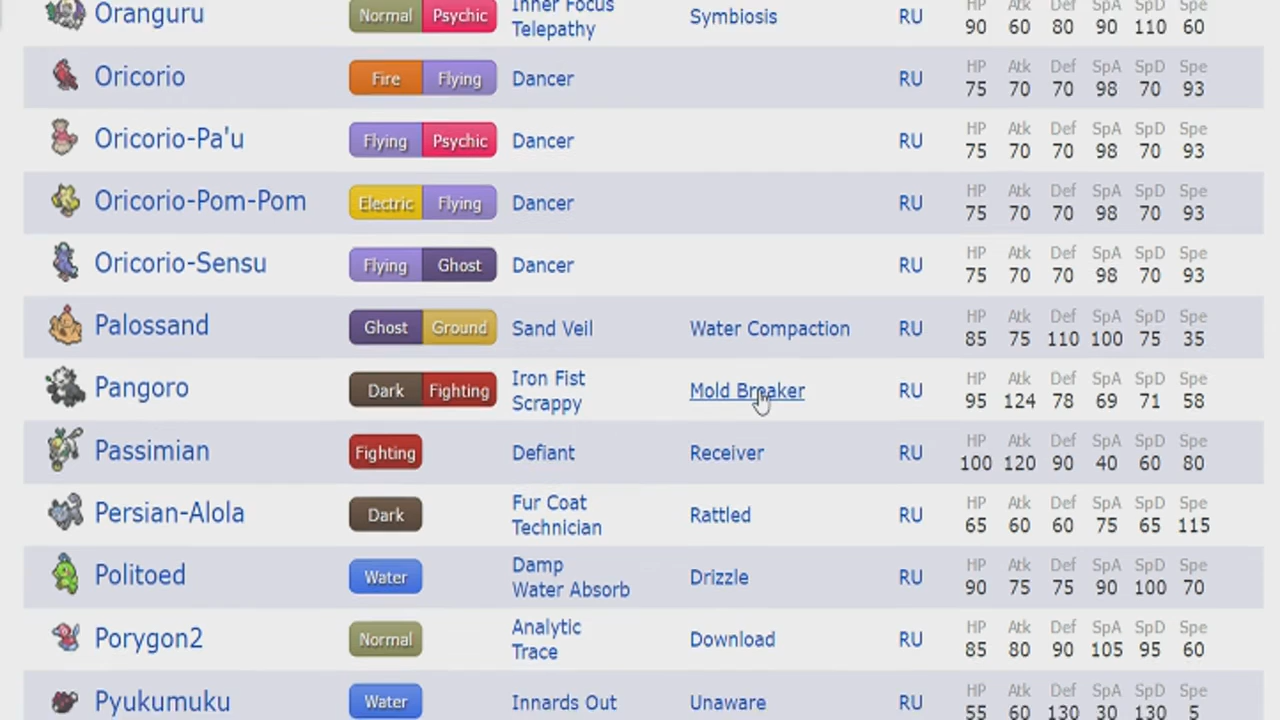 Oranguru Normal Psychic Inner Focus Telepathy Symbiosis RU HP 90 Atk 60 Def 80 SpA 90 SpD 110 Spe 60
Oricorio Fire Flying Dancer RU HP 75 Atk 70 Def 70 SpA 98 SpD 70 Spe 93
Oricorio-Pa'u Flying Psychic Dancer RU HP 75 Atk 70 Def 70 SpA 98 SpD 70 Spe 93
Oricorio-Pom-Pom Electric Flying Dancer RU HP 75 Atk 70 Def 70 SpA 98 SpD 70 Spe 93
Oricorio-Sensu Flying Ghost Dancer RU HP 75 Atk 70 Def 70 SpA 98 SpD 70 Spe 93
Palossand Ghost Ground Sand Veil Water Compaction RU HP 85 Atk 75 Def 110 SpA 100 SpD 75 Spe 35
Pangoro Dark Fighting Iron Fist Scrappy Mold Breaker RU HP 95 Atk 124 Def 78 SpA 69 SpD 71 Spe 58
Passimian Fighting Defiant Receiver RU HP 100 Atk 120 Def 90 SpA 40 SpD 60 Spe 80
Persian-Alola Dark Fur Coat Technician Rattled RU HP 65 Atk 60 Def 60 SpA 75 SpD 65 Spe 115
Politoed Water Damp Water Absorb Drizzle RU HP 90 Atk 75 Def 75 SpA 90 SpD 100 Spe 70
Porygon2 Normal Analytic Trace Download RU HP 85 Atk 80 Def 90 SpA 105 SpD 95 Spe 60
Pyukumuku Water Innards Out Unaware RU HP 55 Atk 60 Def 130 SpA 30 SpD 130 Spe 5